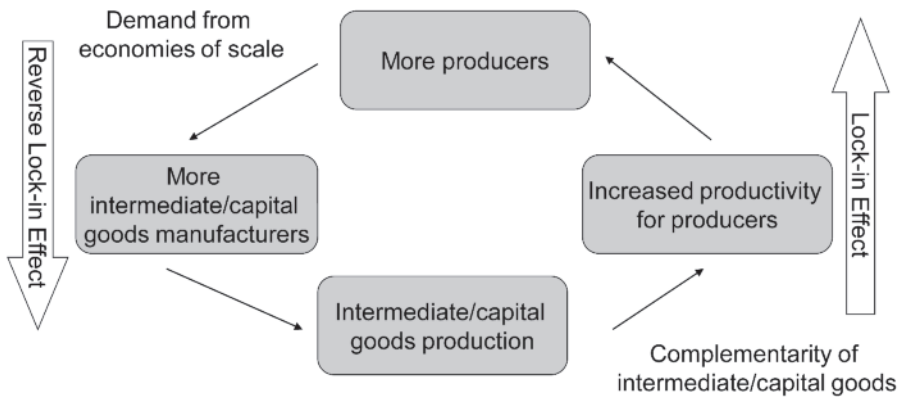 Demand from
economies of scale
More producers
Reverse Lock-in Effect
Lock-in Effect
More
intermediate/capital
goods manufacturers
Increased productivity
for producers
Intermediate/capital
goods production
Complementarity of
intermediate/capital goods